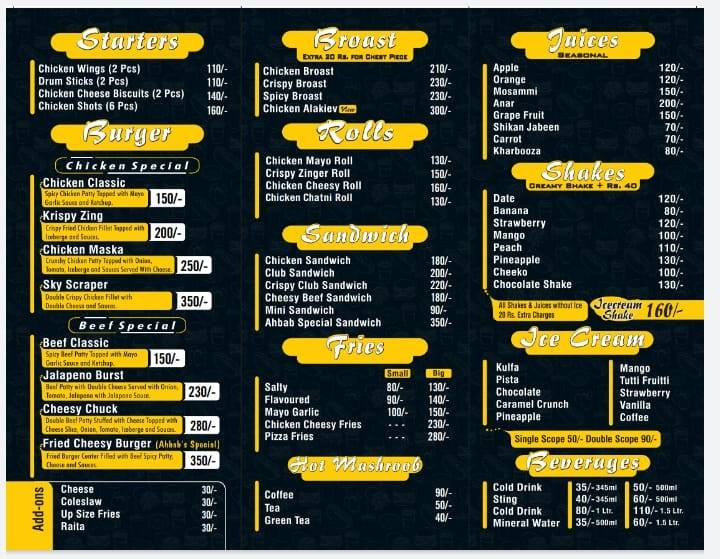 Starters
Chicken Wings (2 Pcs) 110/-
Drum Sticks (2 Pcs) 110/-
Chicken Cheese Biscuits (2 Pcs) 140/-
Chicken Shots (6 Pcs) 160/-
Burger
Chicken Special
Chicken Classic
Spicy Chicken Patty Topped with Mayo
Garlic Sauce and Ketchup.
150/-
Krispy Zing
Crispy Fried Chicken Fillet Topped with
Iceberge and Sauces.
200/-
Chicken Maska
Crunchy Chicken Patty Topped with Onion,
Tomato, Iceberge and Sauces Served With Cheese.
250/-
Sky Scraper
Double Crispy Chicken Fillet with
Double Cheese and Sauces.
350/-
Beef Special
Beef Classic
Spicy Beef Patty Topped with Mayo
Garlic Sauce and Ketchup.
150/-
Jalapeno Burst
Beef Patty with Double Cheese Served with Onion,
Tomato, Jalapeno with Jalapeno Sauce.
230/-
Cheesy Chuck
Double Beef Patty Stuffed with Cheese Topped with
Cheese Slice, Onion, Tomato, Iceberge and Sauces.
280/-
Fried Cheesy Burger (Ahbab's Special)
Fried Burger Center Filled with Beef Spicy Patty,
Cheese and Sauces.
350/-
Add-ons
Cheese 30/-
Coleslaw 30/-
Up Size Fries 30/-
Raita 30/-
Broast
Extra 20 Rs. for Chest Piece
Chicken Broast 210/-
Crispy Broast 230/-
Spicy Broast 230/-
Chicken Alakiev New 300/-
Rolls
Chicken Mayo Roll 130/-
Crispy Zinger Roll 150/-
Chicken Cheesy Roll 160/-
Chicken Chatni Roll 130/-
Sandwich
Chicken Sandwich 180/-
Club Sandwich 200/-
Crispy Club Sandwich 220/-
Cheesy Beef Sandwich 180/-
Mini Sandwich 90/-
Ahbab Special Sandwich 350/-
Fries
Small Big
Salty 80/- 130/-
Flavoured 90/- 140/-
Mayo Garlic 100/- 150/-
Chicken Cheesy Fries --- 230/-
Pizza Fries --- 280/-
Hot Mashroob
Coffee 90/-
Tea 50/-
Green Tea 40/-
Juices
Seasonal
Apple 120/-
Orange 120/-
Mosammi 150/-
Anar 200/-
Grape Fruit 150/-
Shikan Jabeen 70/-
Carrot 70/-
Kharbooza 80/-
Shakes
Creamy Shake + Rs. 40
Date 120/-
Banana 80/-
Strawberry 120/-
Mango 100/-
Peach 110/-
Pineapple 130/-
Cheeko 100/-
Chocolate Shake 130/-
All Shakes & Juices without Ice
20 Rs. Extra Charges
Icecream
Shake 160/-
Ice Cream
Kulfa
Pista
Chocolate
Caramel Crunch
Pineapple
Mango
Tutti Fruitti
Strawberry
Vanilla
Coffee
Single Scope 50/- Double Scope 90/-
Beverages
Cold Drink 35/-345ml 50/- 500ml
Sting 40/-345ml 60/- 500ml
Cold Drink 80/-1 Ltr. 110/- 1.5 Ltr.
Mineral Water 35/-500ml 60/- 1.5 Ltr.